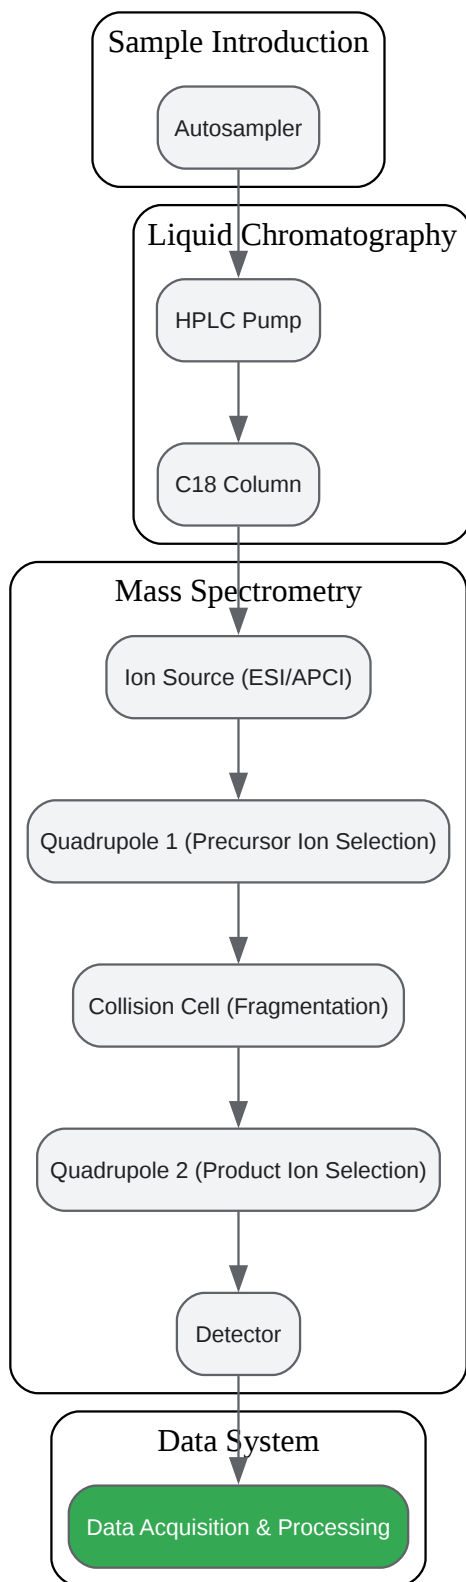 Sample Introduction
Autosampler
Liquid Chromatography
HPLC Pump
C18 Column
Mass Spectrometry
Ion Source (ESI/APCI)
Quadrupole 1 (Precursor Ion Selection)
Collision Cell (Fragmentation)
Quadrupole 2 (Product Ion Selection)
Detector
Data System
Data Acquisition & Processing